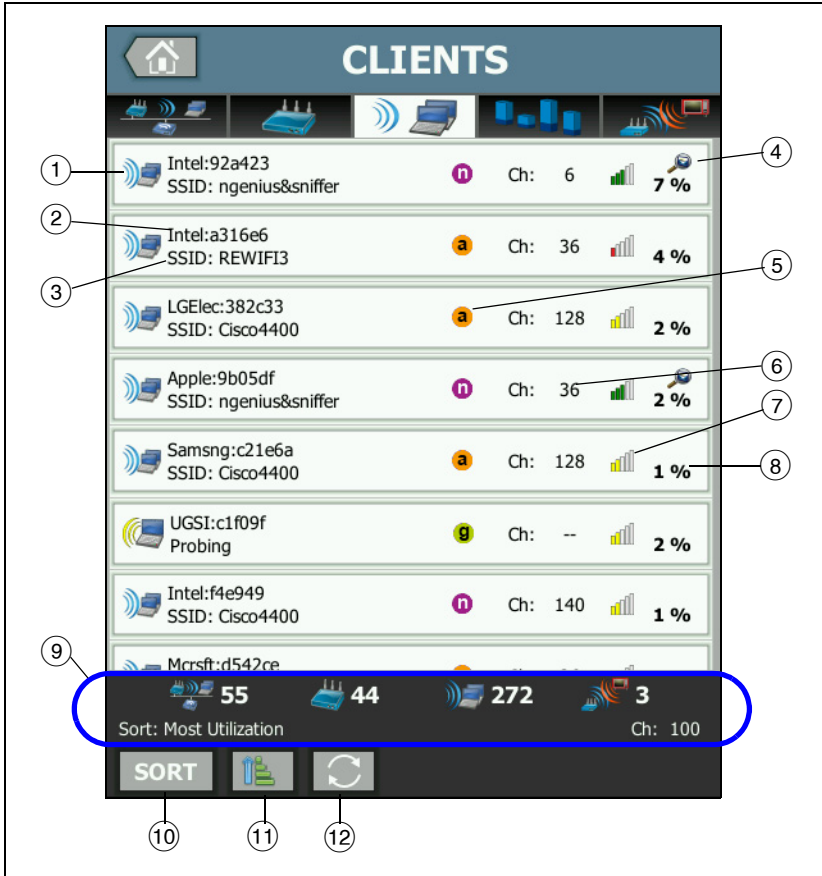 CLIENTS
1
Intel:92a423
SSID: ngenius&sniffer
n
Ch: 6
7 %
4
2
Intel:a316e6
SSID: REWIFI3
a
Ch: 36
4 %
3
5
LGElec:382c33
SSID: Cisco4400
a
Ch: 128
2 %
Apple:9b05df
SSID: ngenius&sniffer
n
Ch: 36
2 %
6
7
Samsng:c21e6a
SSID: Cisco4400
a
Ch: 128
1 %
8
UGSI:c1f09f
Probing
g
Ch: --
2 %
Intel:f4e949
SSID: Cisco4400
n
Ch: 140
1 %
9
Mcrsft:d542ce
55 44 272 3
Sort: Most Utilization
Ch: 100
SORT
10
11
12